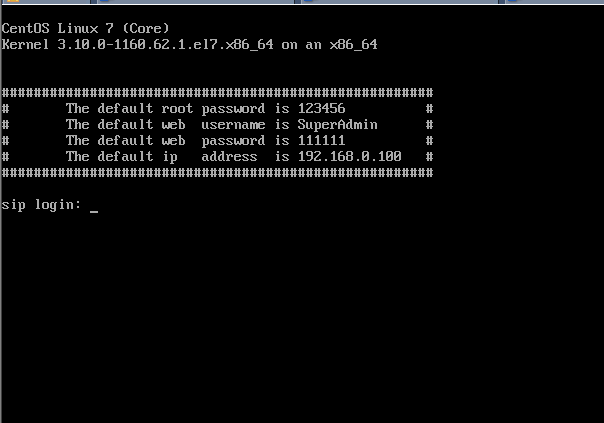 CentOS Linux 7 (Core)
Kernel 3.10.0-1160.62.1.el7.x86_64 on an x86_64
######################################################
#       The default root password is 123456          #
#       The default web  username is SuperAdmin      #
#       The default web  password is 111111          #
#       The default ip   address  is 192.168.0.100   #
######################################################
sip login: _